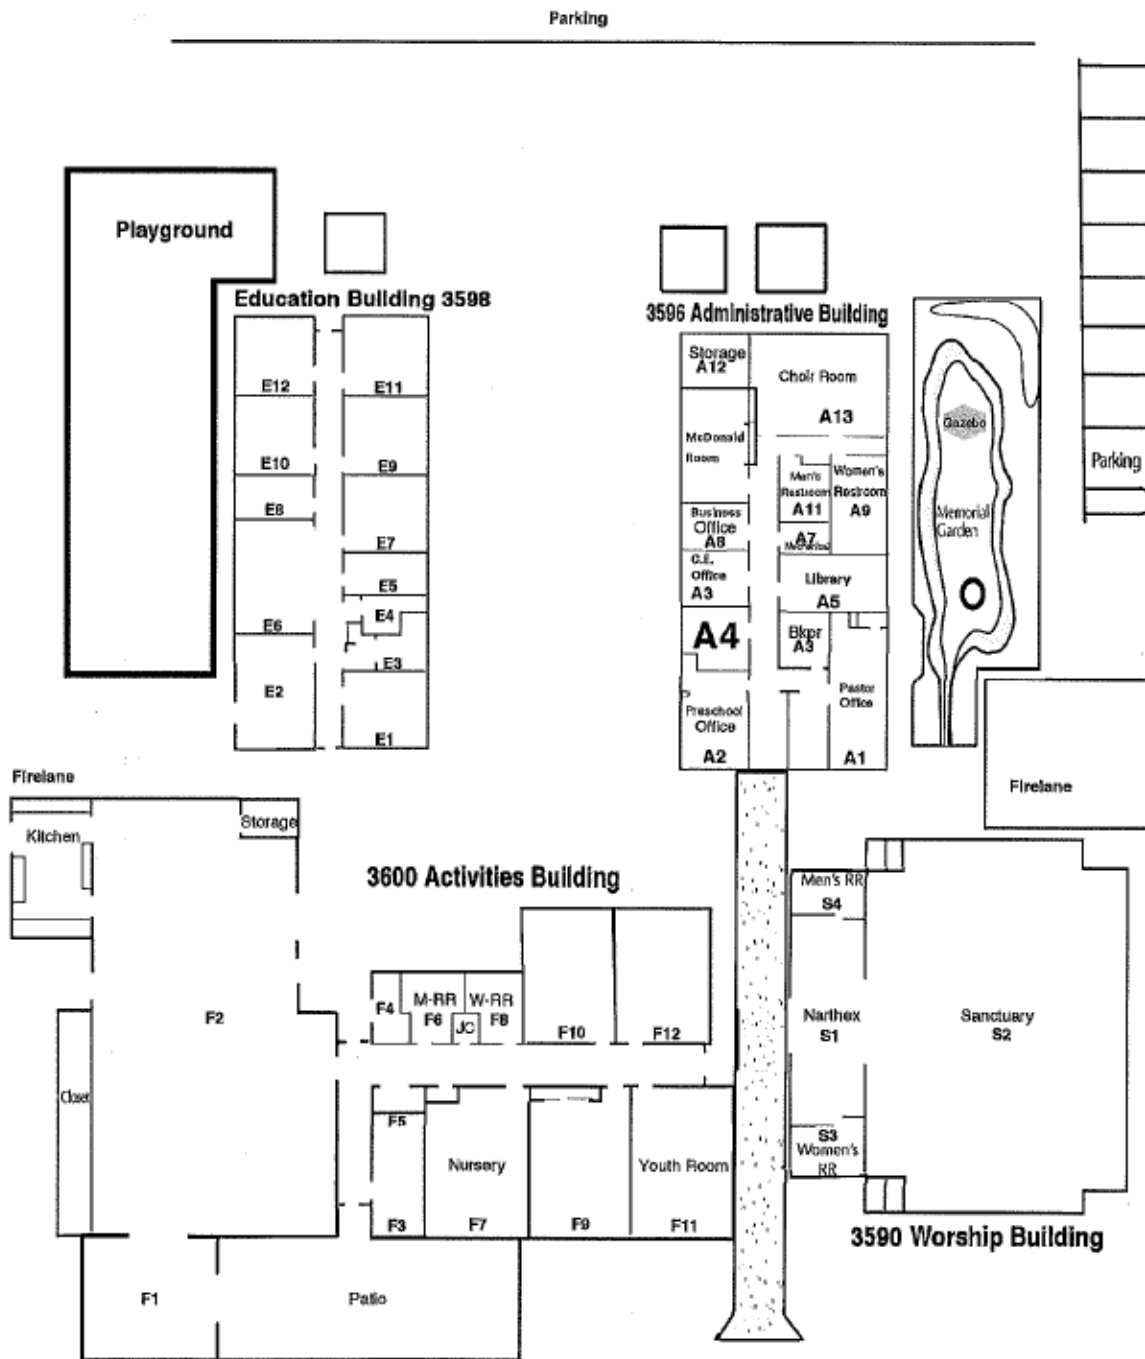 Parking
Playground
Education Building 3598
E12
E11
E10
E9
E8
E7
E5
E6
E4
E3
E2
E1
3596 Administrative Building
Storage
A12
Choir Room
A13
McDonald
Room
Men's
Restroom
A11
Women's
Restroom
A9
Business
Office
A8
A7
Mechanical
C.E.
Office
A3
Library
A5
A4
Bkpr
A3
Pastor
Office
A1
Preschool
Office
A2
Gazebo
Memorial
Garden
Parking
Firelane
Firelane
Kitchen
Storage
3600 Activities Building
F2
Closet
F4
M-RR
F6
JC
W-RR
F8
F10
F12
F5
F3
Nursery
F7
F9
Youth Room
F11
F1
Patio
Men's RR
S4
Narthex
S1
Sanctuary
S2
S3
Women's
RR
3590 Worship Building